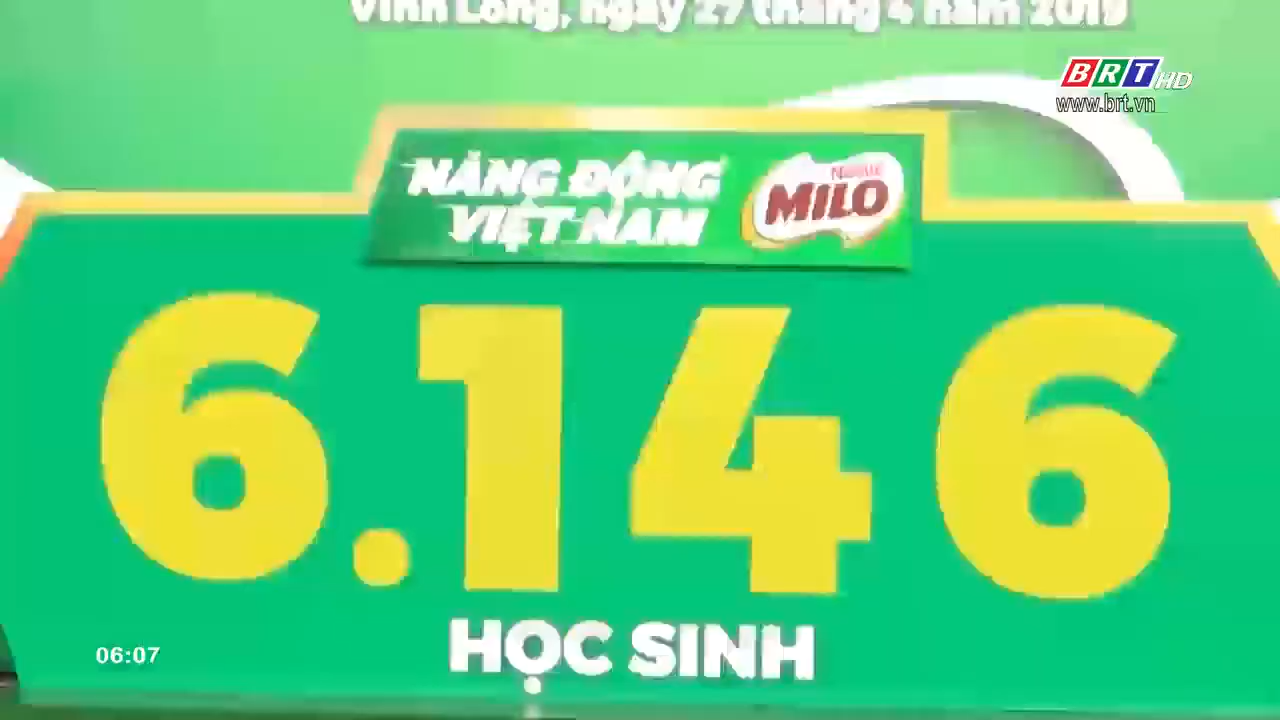 Vĩnh Long, ngày 27 tháng 4 năm 2019
BRT HD
www.brt.vn
NĂNG ĐỘNG
VIỆT NAM
Nestlé
MILO
6.146
HỌC SINH
06:07